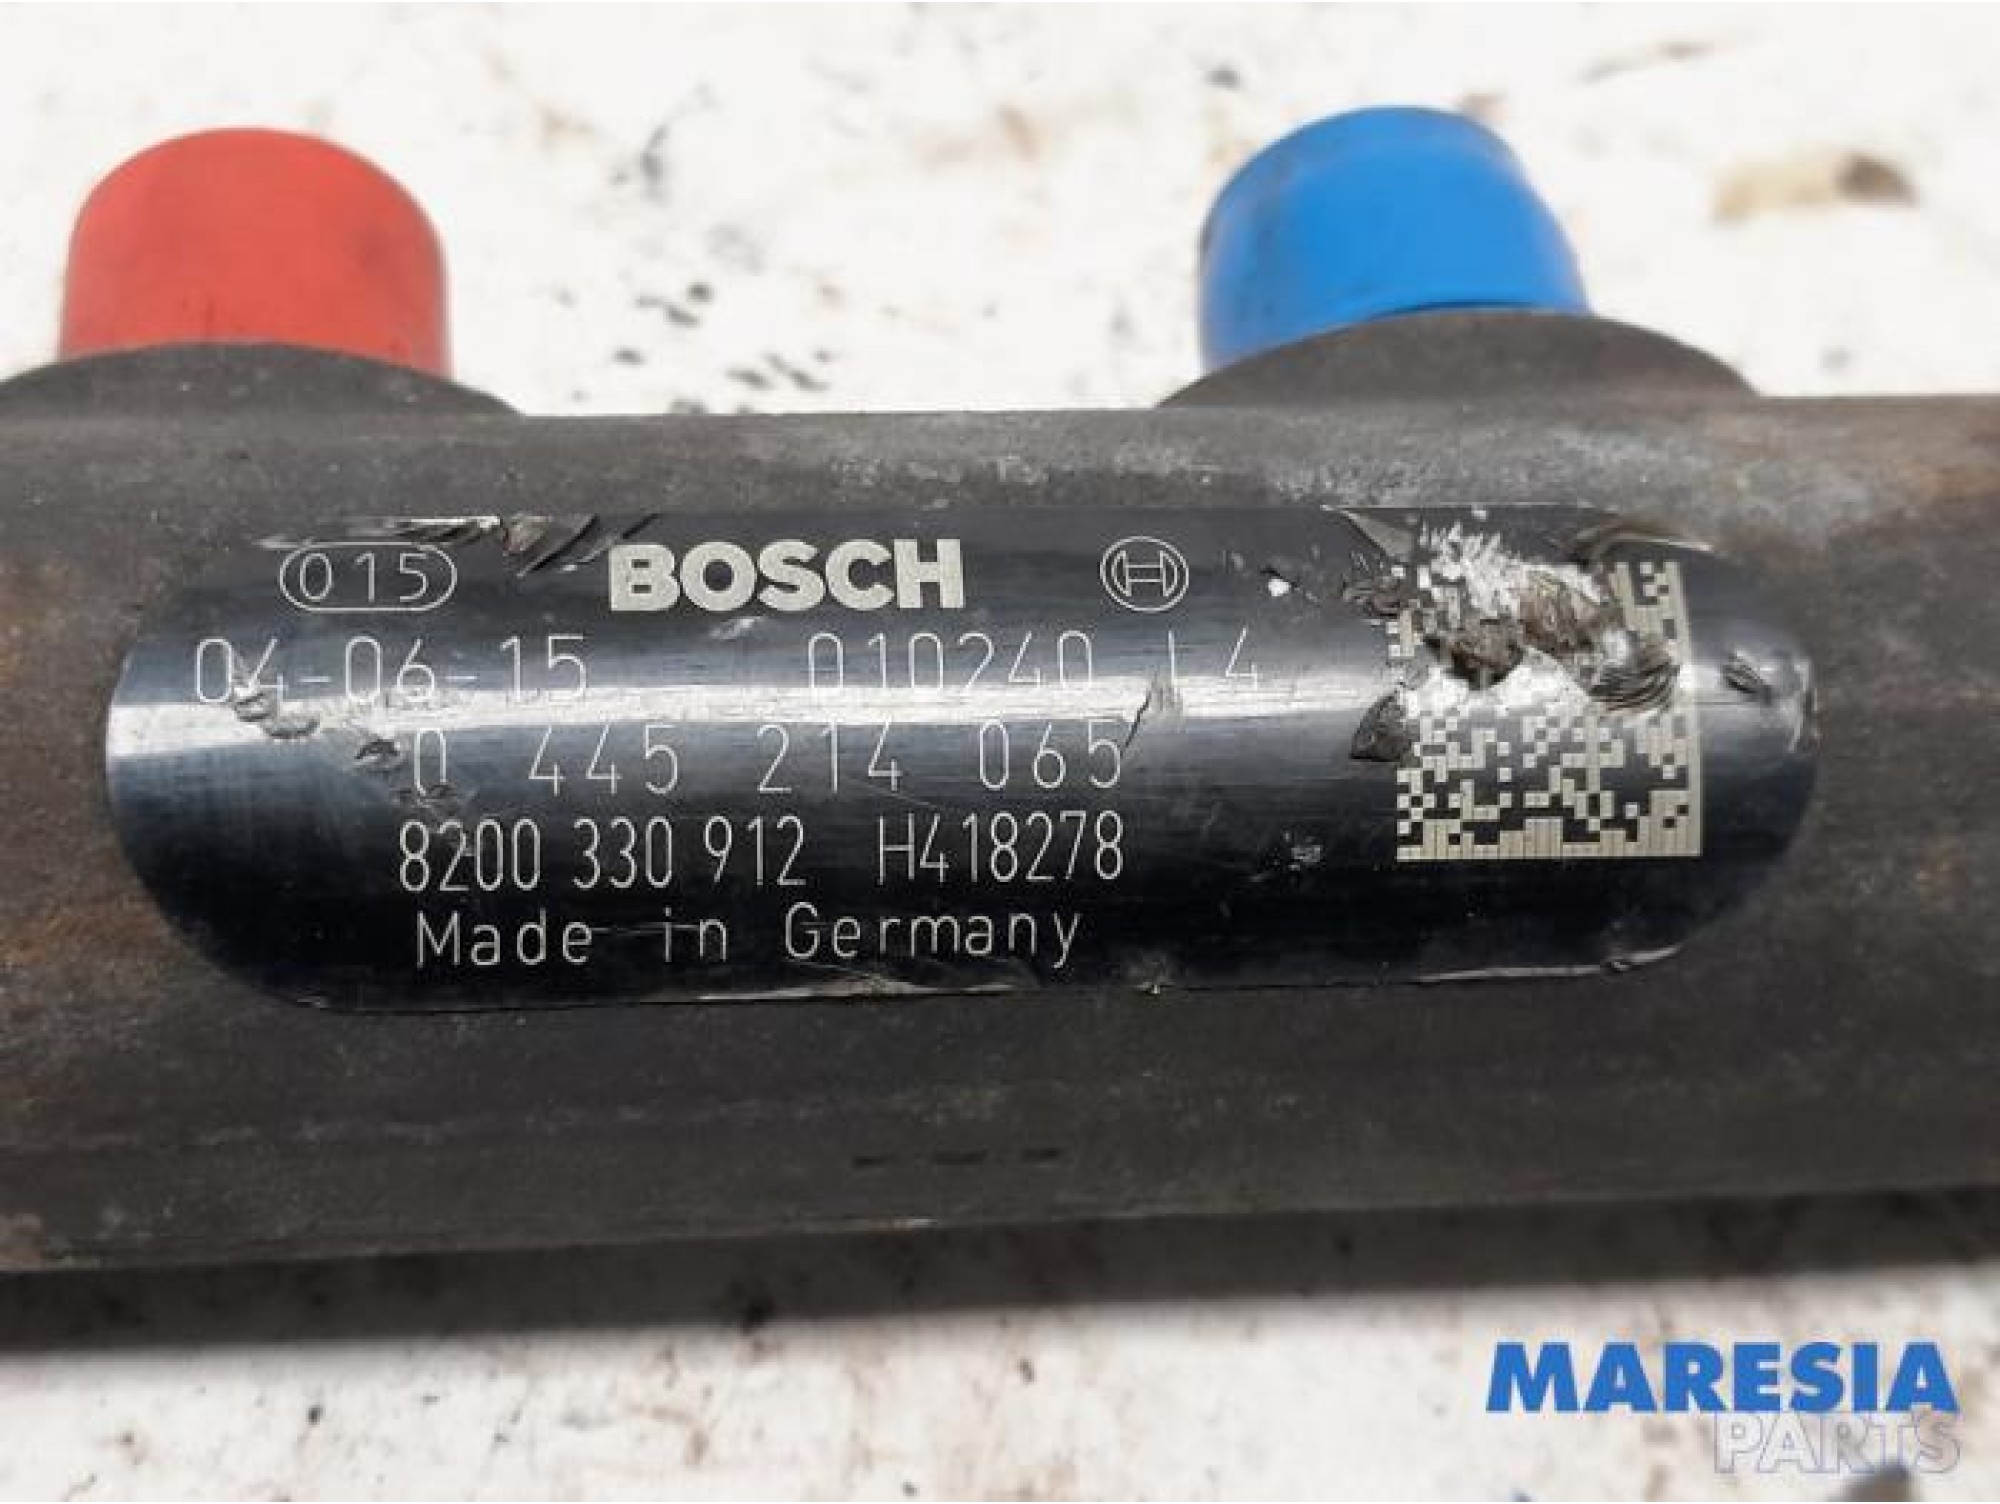 015 BOSCH
04-06-15 010240 L4
0 445 214 065
8200 330 912 H418278
Made in Germany
MARESIA
PARTS